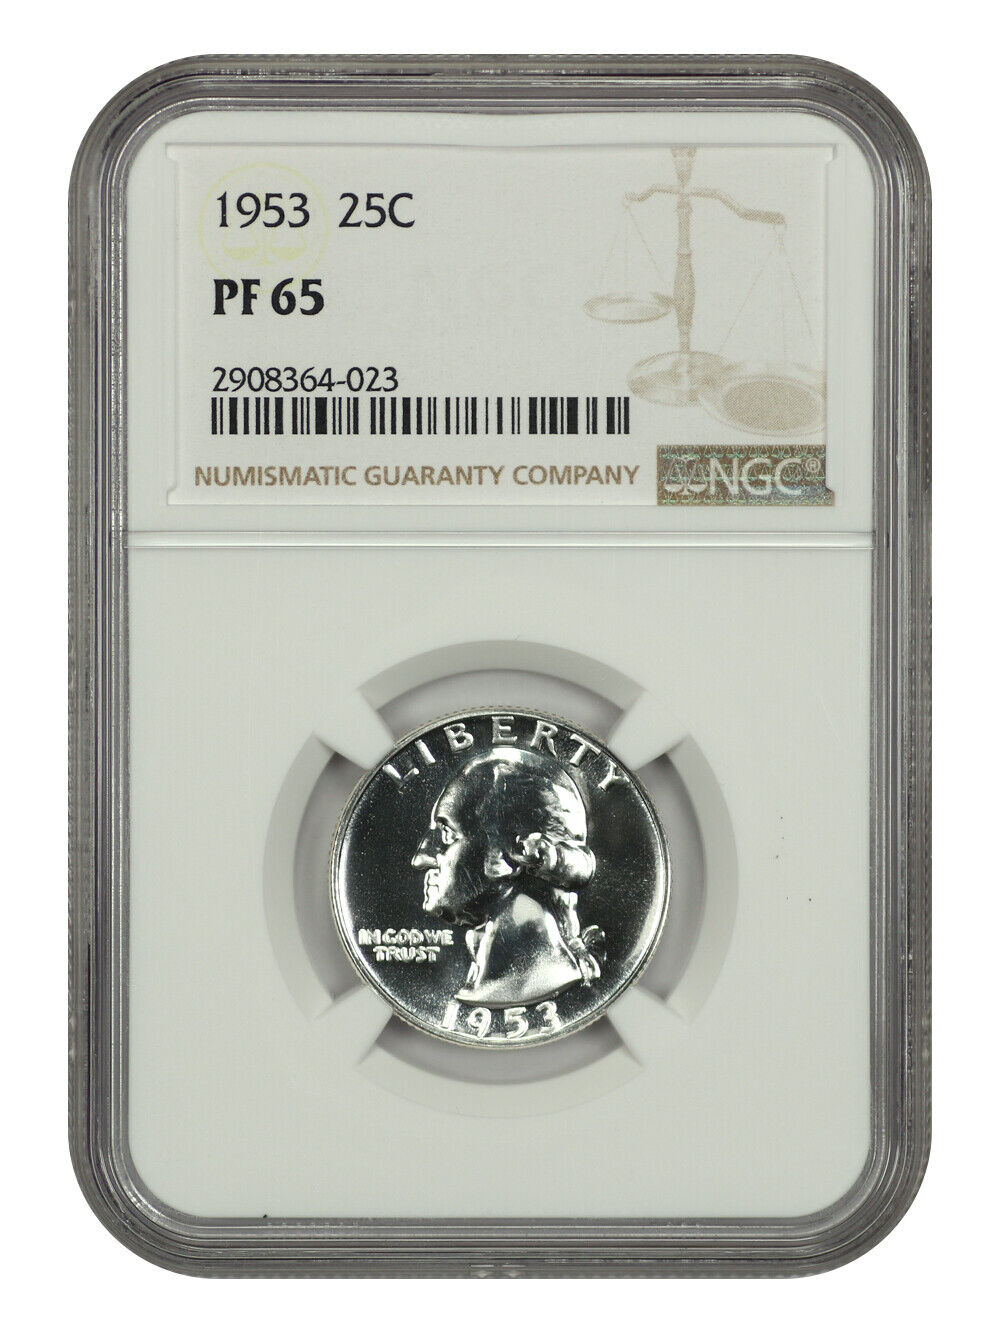 1953 25C
PF 65
2908364-023
NUMISMATIC GUARANTY COMPANY
NGC®
LIBERTY
IN GOD WE
TRUST
1953